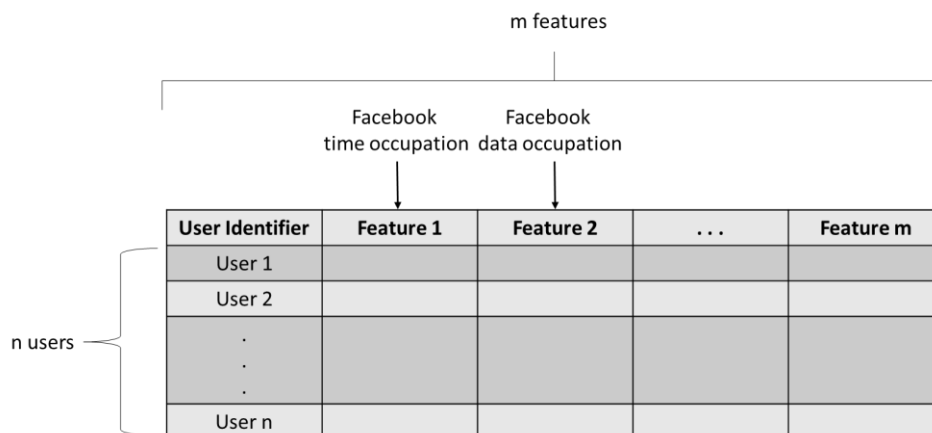 m features
Facebook time occupation
Facebook data occupation
User Identifier Feature 1 Feature 2 . . . Feature m
User 1
User 2
.
.
.
n users
User n